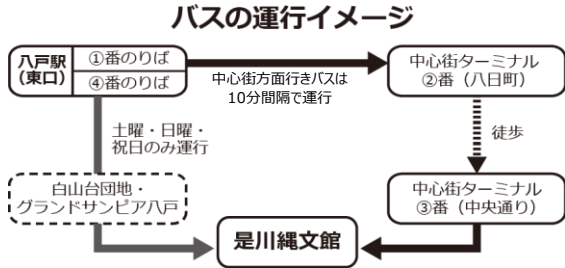 バスの運行イメージ
八戸駅
(東口)
①番のりば
④番のりば
中心街方面行きバスは
10分間隔で運行
中心街ターミナル
②番(八日町)
土曜・日曜・
祝日のみ運行
徒歩
白山台団地・
グランドサンピア八戸
中心街ターミナル
③番(中央通り)
是川縄文館